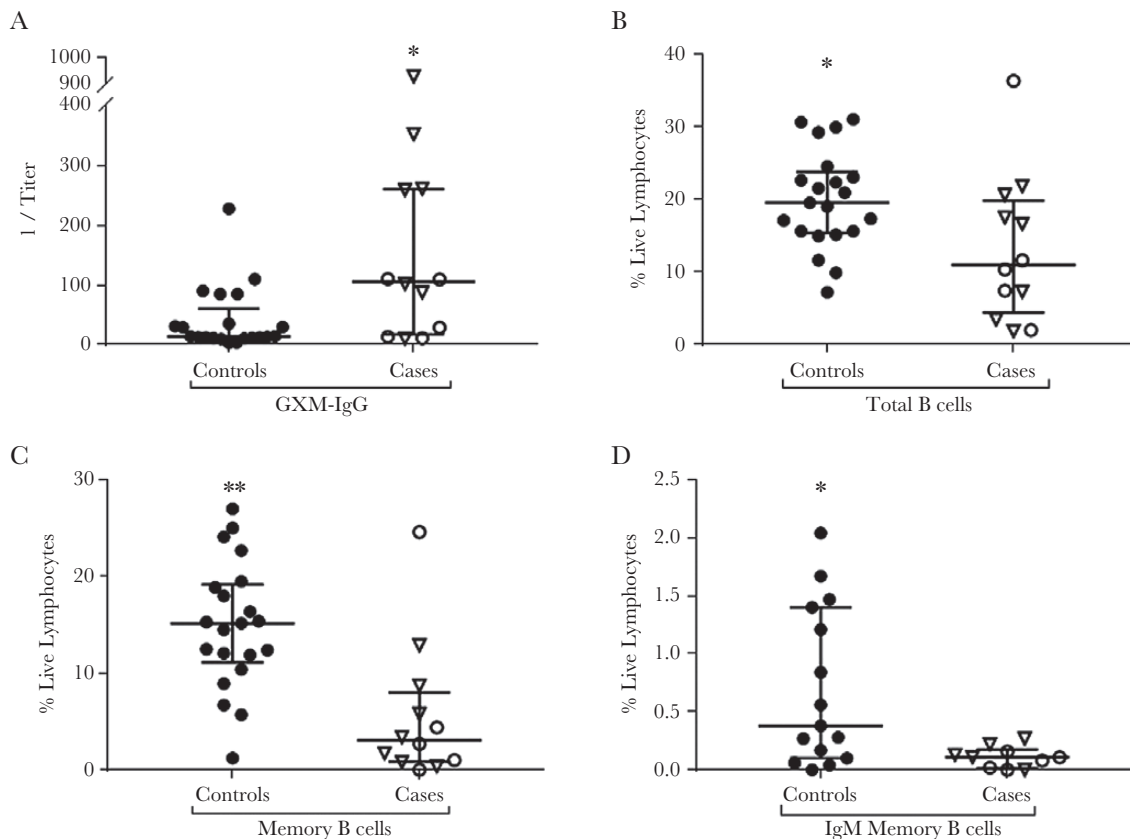 A
*
1000
900
400
300
200
100
0
1 / Titer
Controls
Cases
GXM-IgG
B
*
40
30
20
10
0
% Live Lymphocytes
Controls
Cases
Total B cells
C
**
30
20
10
0
% Live Lymphocytes
Controls
Cases
Memory B cells
D
*
2.5
2.0
1.5
1.0
0.5
0.0
% Live Lymphocytes
Controls
Cases
IgM Memory B cells